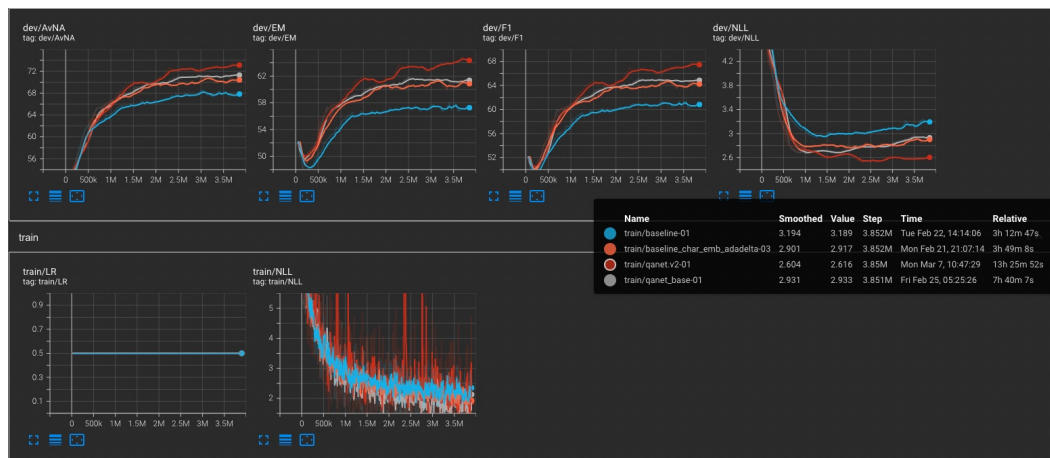 dev/AvNA
tag: dev/AvNA
72
68
64
60
56
0 500k 1M 1.5M 2M 2.5M 3M 3.5M
dev/EM
tag: dev/EM
62
58
54
50
0 500k 1M 1.5M 2M 2.5M 3M 3.5M
dev/F1
tag: dev/F1
68
64
60
56
52
0 500k 1M 1.5M 2M 2.5M 3M 3.5M
dev/NLL
tag: dev/NLL
4.2
3.8
3.4
3
2.6
0 500k 1M 1.5M 2M 2.5M 3M 3.5M
Name Smoothed Value Step Time Relative
train/baseline-01 3.194 3.189 3.852M Tue Feb 22, 14:14:06 3h 12m 47s
train/baseline_char_emb_adadelta-03 2.901 2.917 3.852M Mon Feb 21, 21:07:14 3h 49m 8s
train/qanet.v2-01 2.604 2.616 3.85M Mon Mar 7, 10:47:29 13h 25m 52s
train/qanet_base-01 2.931 2.933 3.851M Fri Feb 25, 05:25:26 7h 40m 7s
train
train/LR
tag: train/LR
0.9
0.7
0.5
0.3
0.1
0 500k 1M 1.5M 2M 2.5M 3M 3.5M
train/NLL
tag: train/NLL
5
4
3
2
0 500k 1M 1.5M 2M 2.5M 3M 3.5M